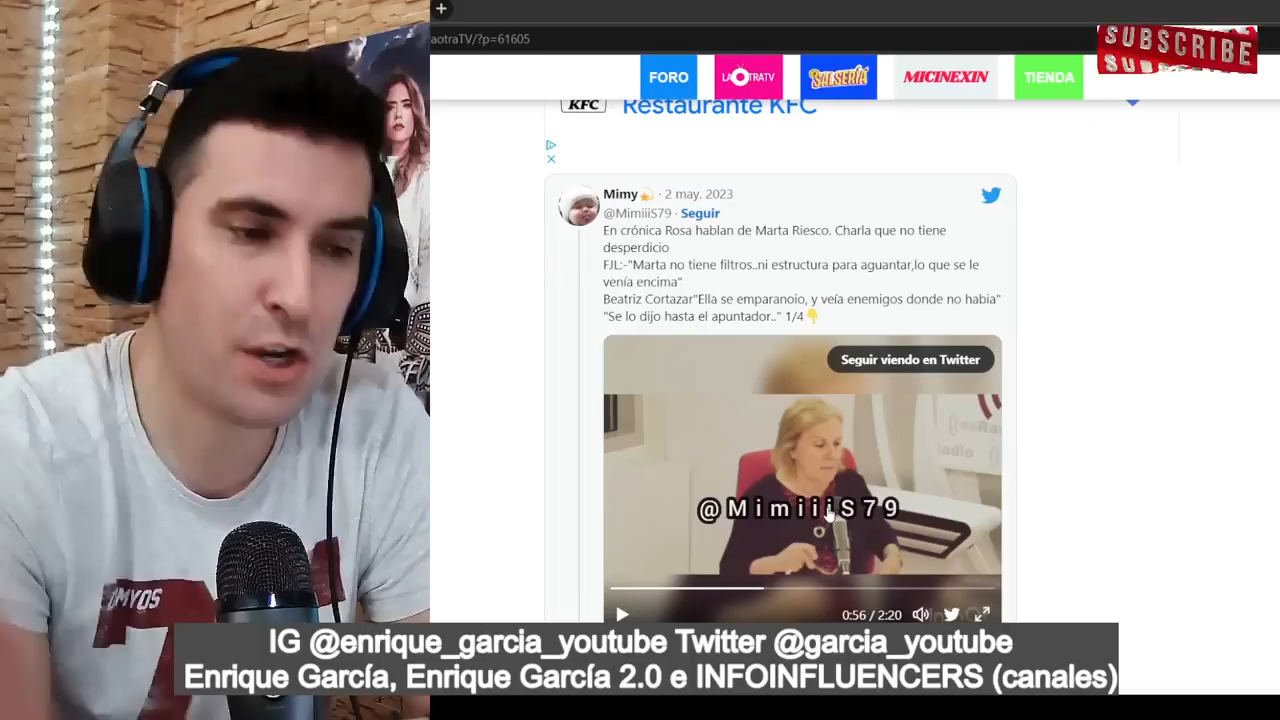 aotraTV/?p=61605
SUBSCRIBE
FORO
LAOTRATV
SALSERÍA
MICINEXIN
TIENDA
KFC
Restaurante KFC
Mimy · 2 may. 2023
@MimiiiS79 · Seguir
En crónica Rosa hablan de Marta Riesco. Charla que no tiene
desperdicio
FJL:-"Marta no tiene filtros..ni estructura para aguantar,lo que se le
venía encima"
Beatriz Cortazar"Ella se emparanoio, y veía enemigos donde no habia"
"Se lo dijo hasta el apuntador.." 1/4
Seguir viendo en Twitter
@MimiiiS79
0:56 / 2:20
IG @enrique_garcia_youtube Twitter @garcia_youtube
Enrique García, Enrique García 2.0 e INFOINFLUENCERS (canales)